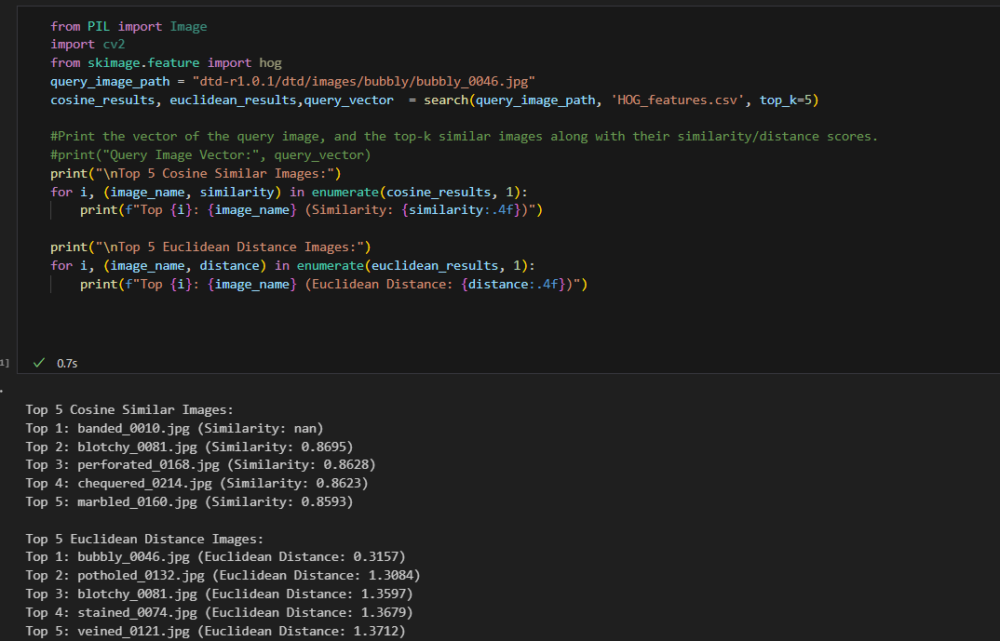 from PIL import Image
import cv2
from skimage.feature import hog
query_image_path = "dtd-r1.0.1/dtd/images/bubbly/bubbly_0046.jpg"
cosine_results, euclidean_results,query_vector  = search(query_image_path, 'HOG_features.csv', top_k=5)
#Print the vector of the query image, and the top-k similar images along with their similarity/distance scores.
#print("Query Image Vector:", query_vector)
print("\nTop 5 Cosine Similar Images:")
for i, (image_name, similarity) in enumerate(cosine_results, 1):
    print(f"Top {i}: {image_name} (Similarity: {similarity:.4f})")
print("\nTop 5 Euclidean Distance Images:")
for i, (image_name, distance) in enumerate(euclidean_results, 1):
    print(f"Top {i}: {image_name} (Euclidean Distance: {distance:.4f})")
1] ✓ 0.7s
Top 5 Cosine Similar Images:
Top 1: banded_0010.jpg (Similarity: nan)
Top 2: blotchy_0081.jpg (Similarity: 0.8695)
Top 3: perforated_0168.jpg (Similarity: 0.8628)
Top 4: chequered_0214.jpg (Similarity: 0.8623)
Top 5: marbled_0160.jpg (Similarity: 0.8593)
Top 5 Euclidean Distance Images:
Top 1: bubbly_0046.jpg (Euclidean Distance: 0.3157)
Top 2: potholed_0132.jpg (Euclidean Distance: 1.3084)
Top 3: blotchy_0081.jpg (Euclidean Distance: 1.3597)
Top 4: stained_0074.jpg (Euclidean Distance: 1.3679)
Top 5: veined_0121.jpg (Euclidean Distance: 1.3712)